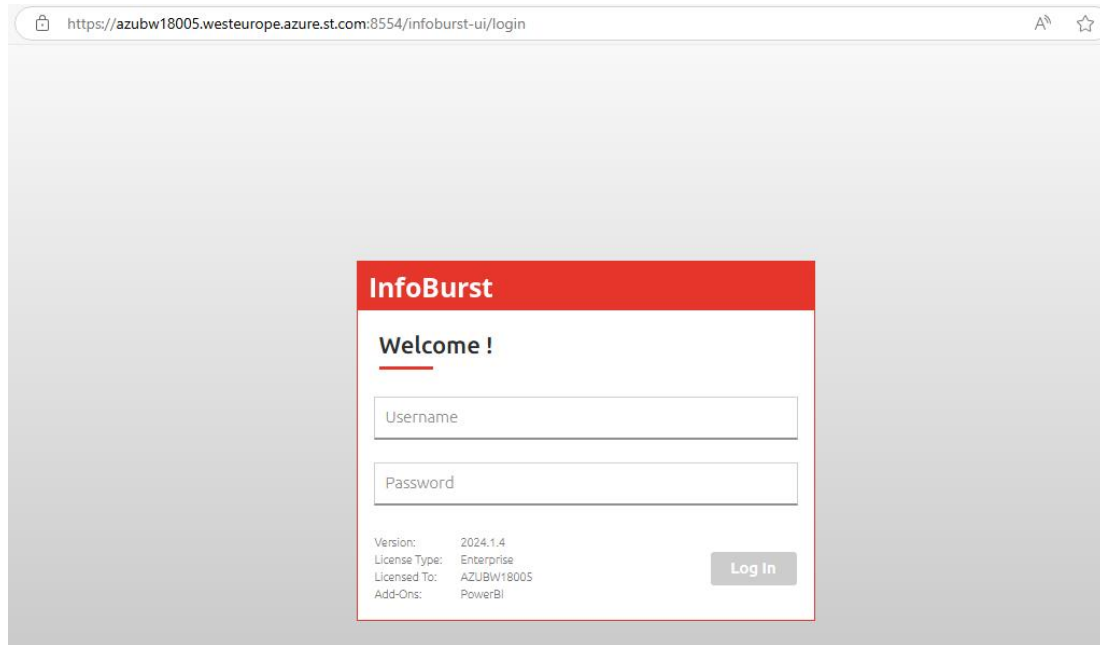 https://azubw18005.westeurope.azure.st.com:8554/infoburst-ui/login
InfoBurst
Welcome !
Username
Password
Version: 2024.1.4
License Type: Enterprise
Licensed To: AZUBW18005
Add-Ons: PowerBI
Log In